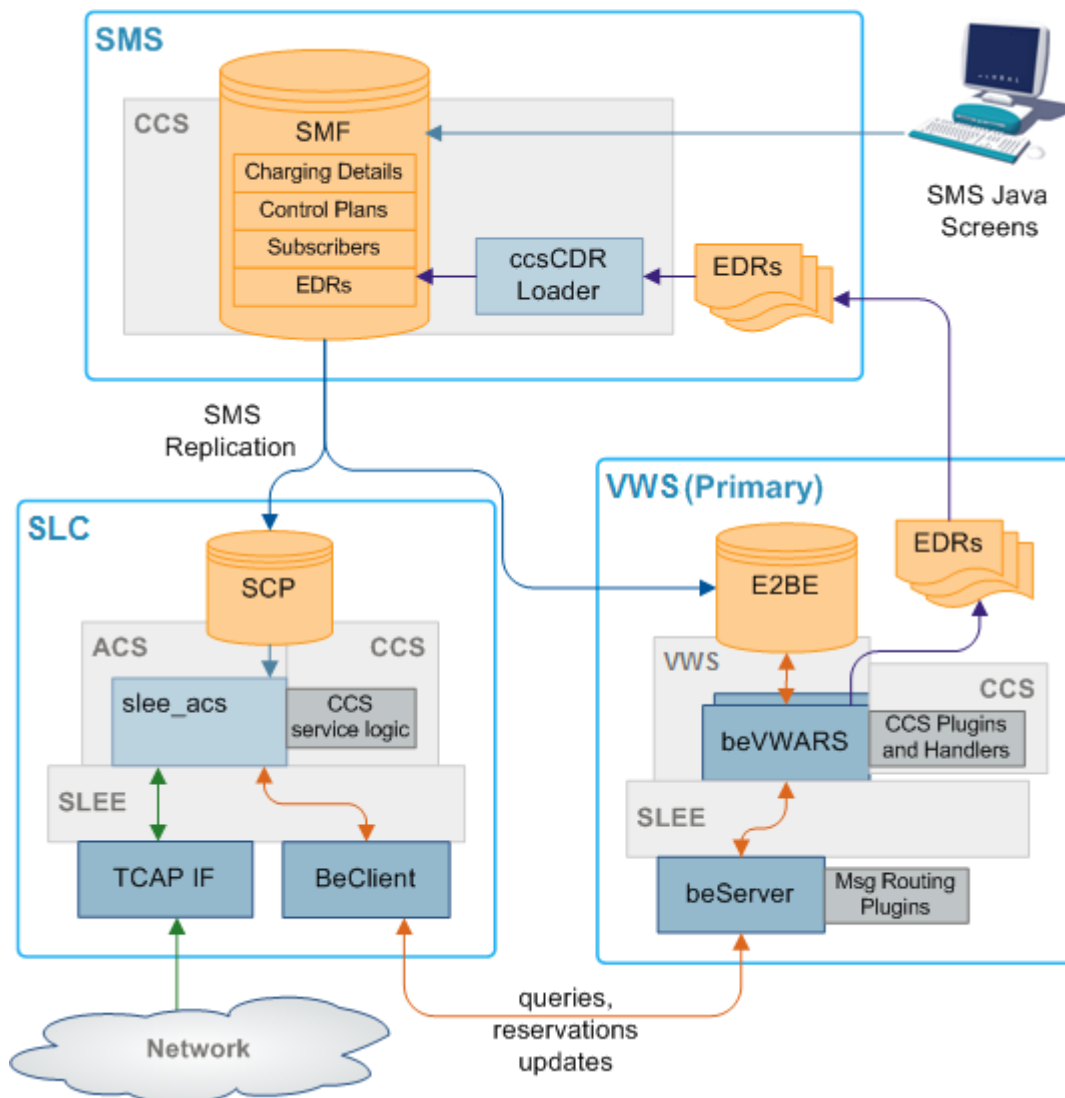 SMS
CCS
SMF
Charging Details
Control Plans
Subscribers
EDRs
ccsCDR
Loader
EDRs
GLOBAL
SMS Java
Screens
SMS
Replication
SLC
SCP
ACS
CCS
slee_acs
CCS
service logic
SLEE
TCAP IF
BeClient
Network
VWS (Primary)
E2BE
EDRs
VWS
CCS
beVWARS
CCS Plugins
and Handlers
SLEE
beServer
Msg Routing
Plugins
queries,
reservations
updates